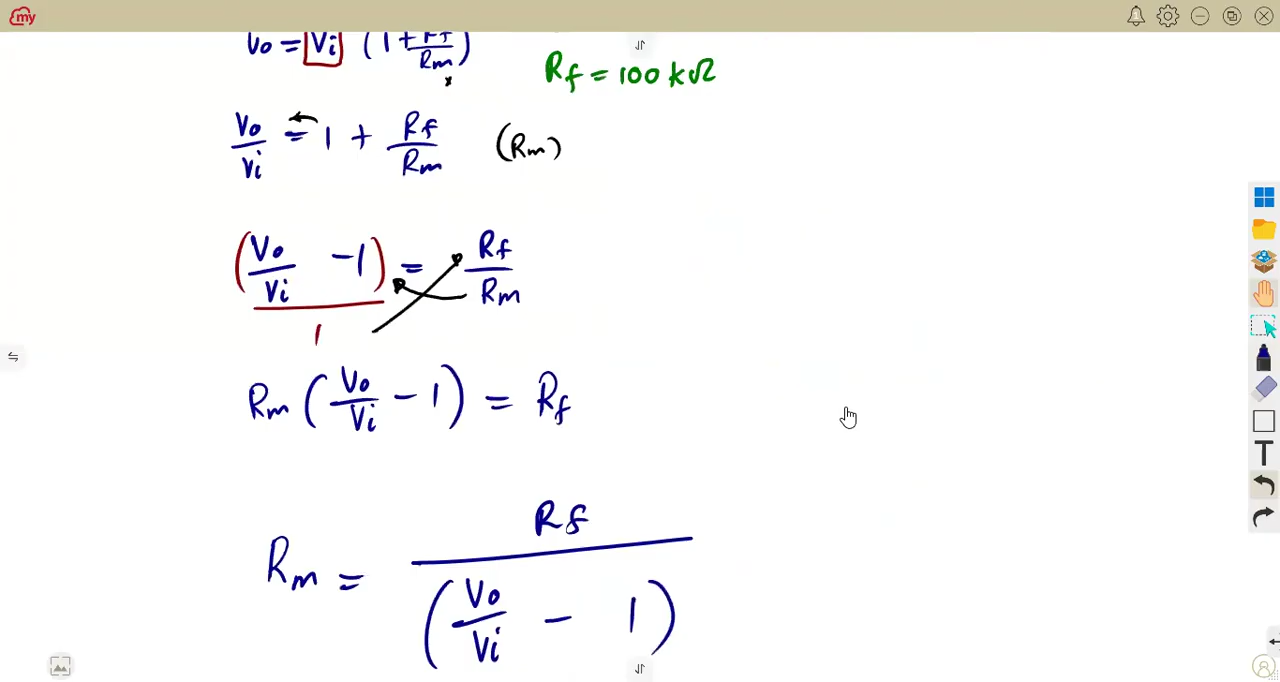 my
Vo = Vi (1 + Rf/Rm)
Rf = 100 kΩ
Vo/Vi = 1 + Rf/Rm (Rm)
(Vo/Vi - 1) = Rf/Rm
1
Rm (Vo/Vi - 1) = Rf
Rm = Rf/(Vo/Vi - 1)
T